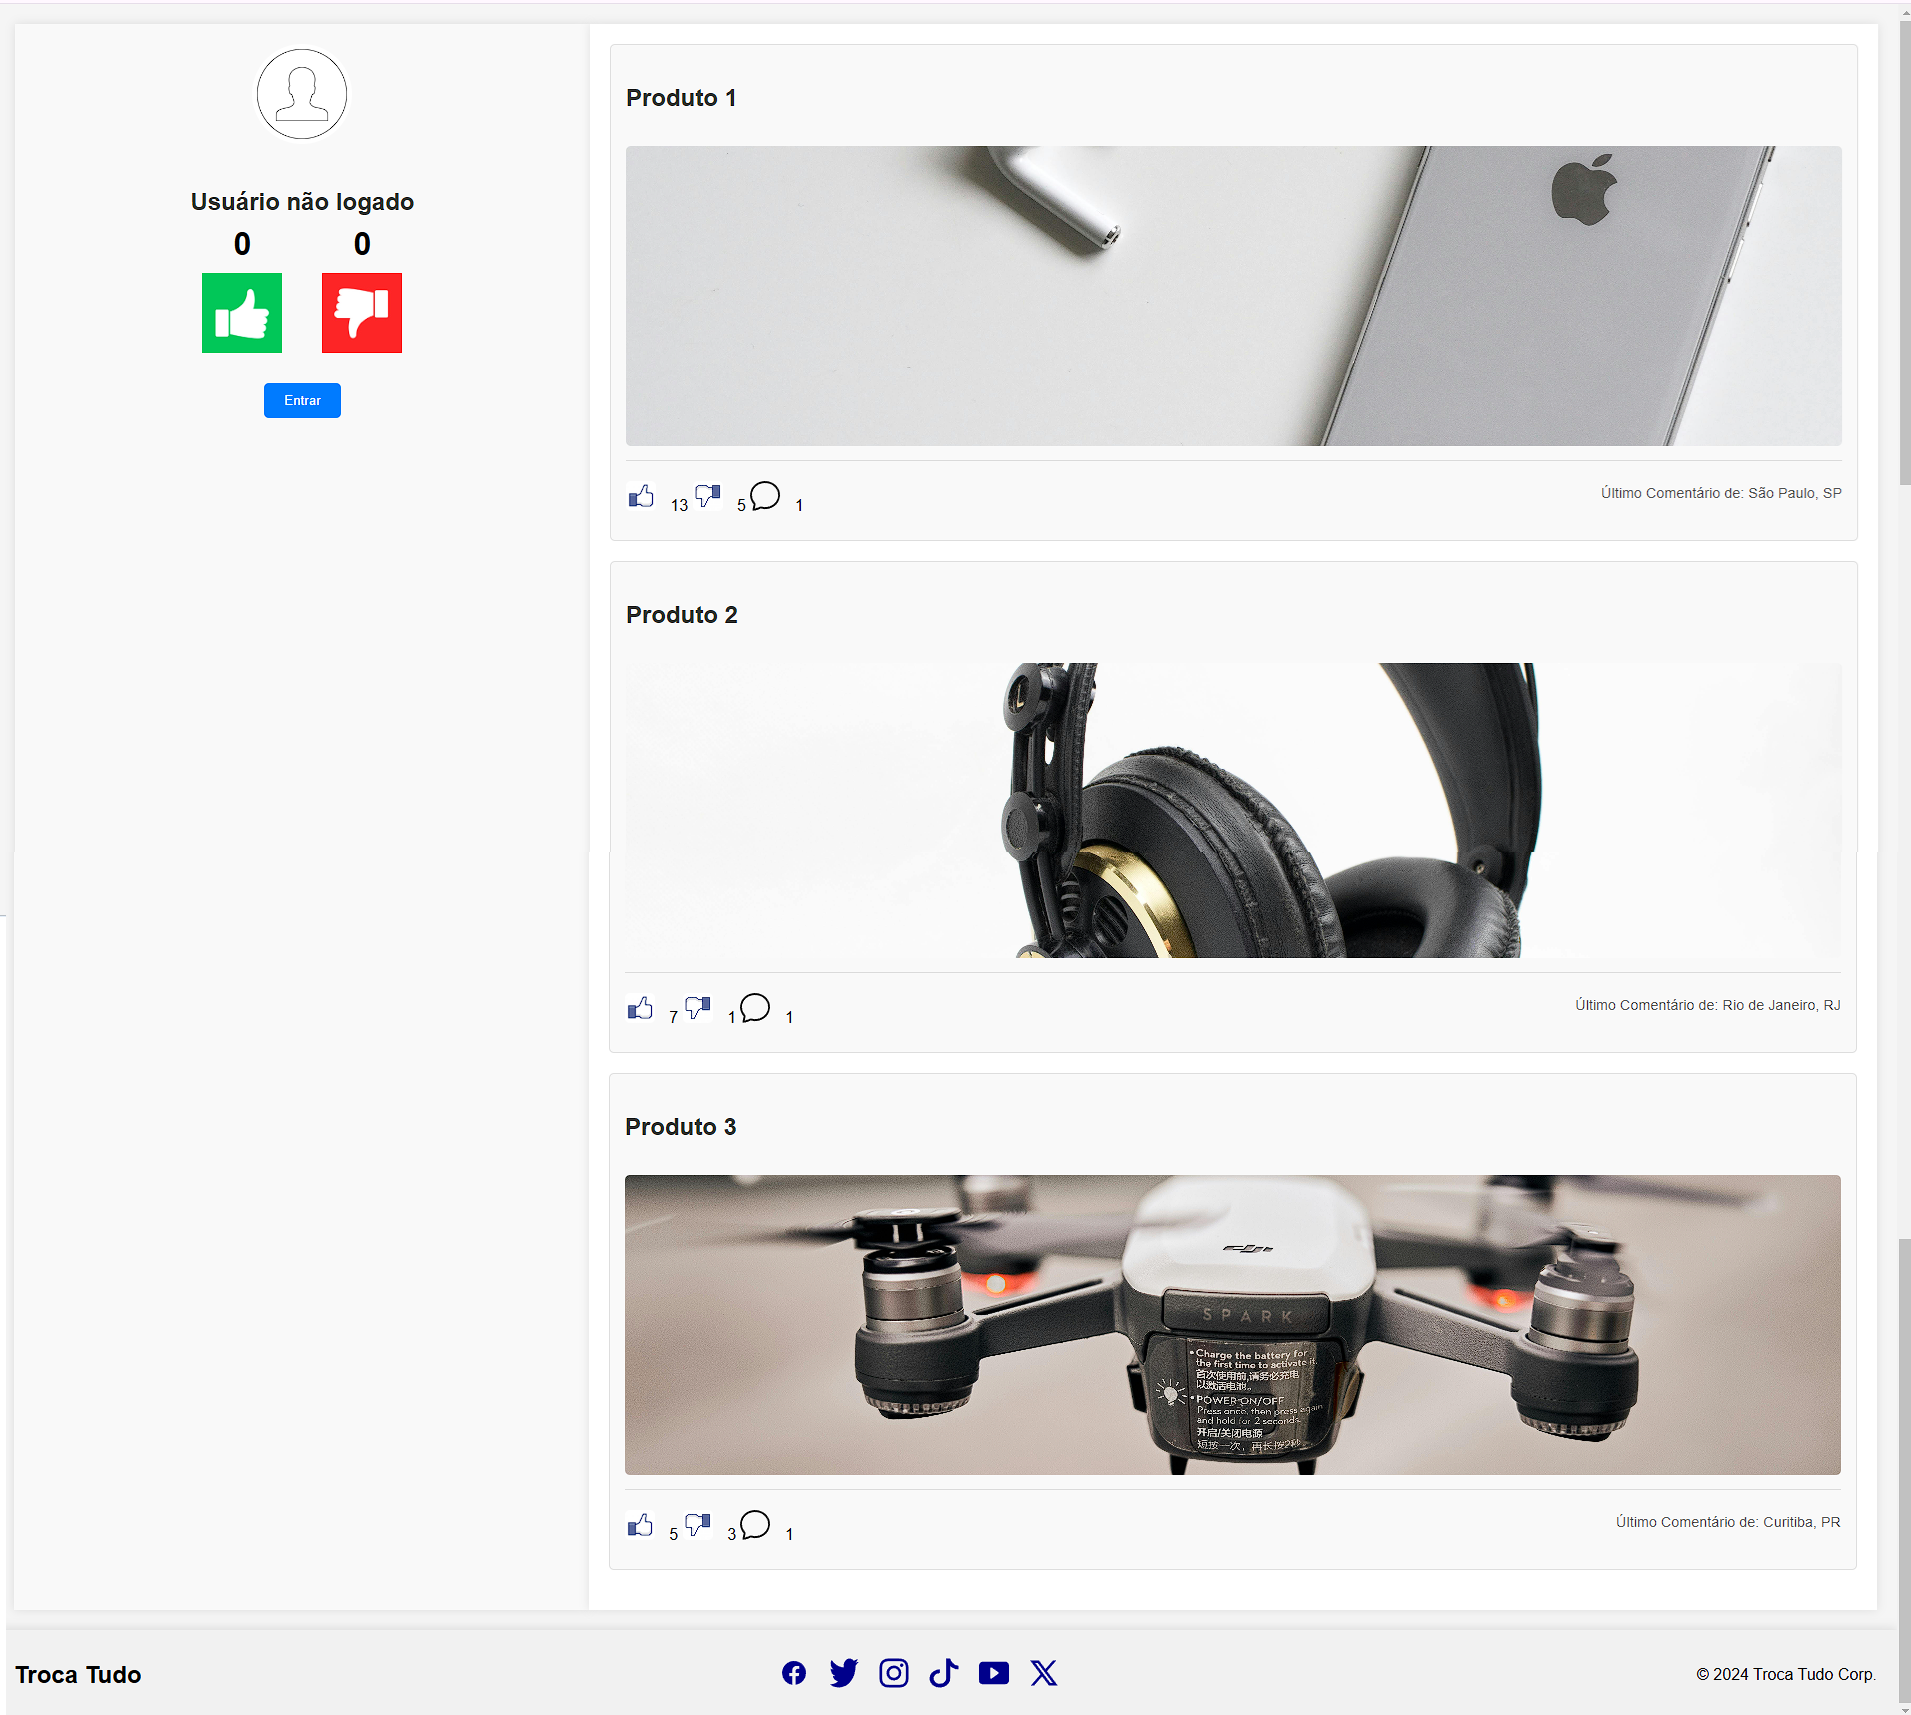 Usuário não logado
0 0
Entrar
Produto 1
13 5 1
Último Comentário de: São Paulo, SP
Produto 2
7 1 1
Último Comentário de: Rio de Janeiro, RJ
Produto 3
dji
SPARK
•Charge the battery for
the first time to activate it.
首次使用前,请务必充电
以激活电池。
•POWER ON/OFF
Press once, then press again
and hold for 2 seconds.
开启/关闭电源
短按一次，再长按2秒
5 3 1
Último Comentário de: Curitiba, PR
Troca Tudo
© 2024 Troca Tudo Corp.